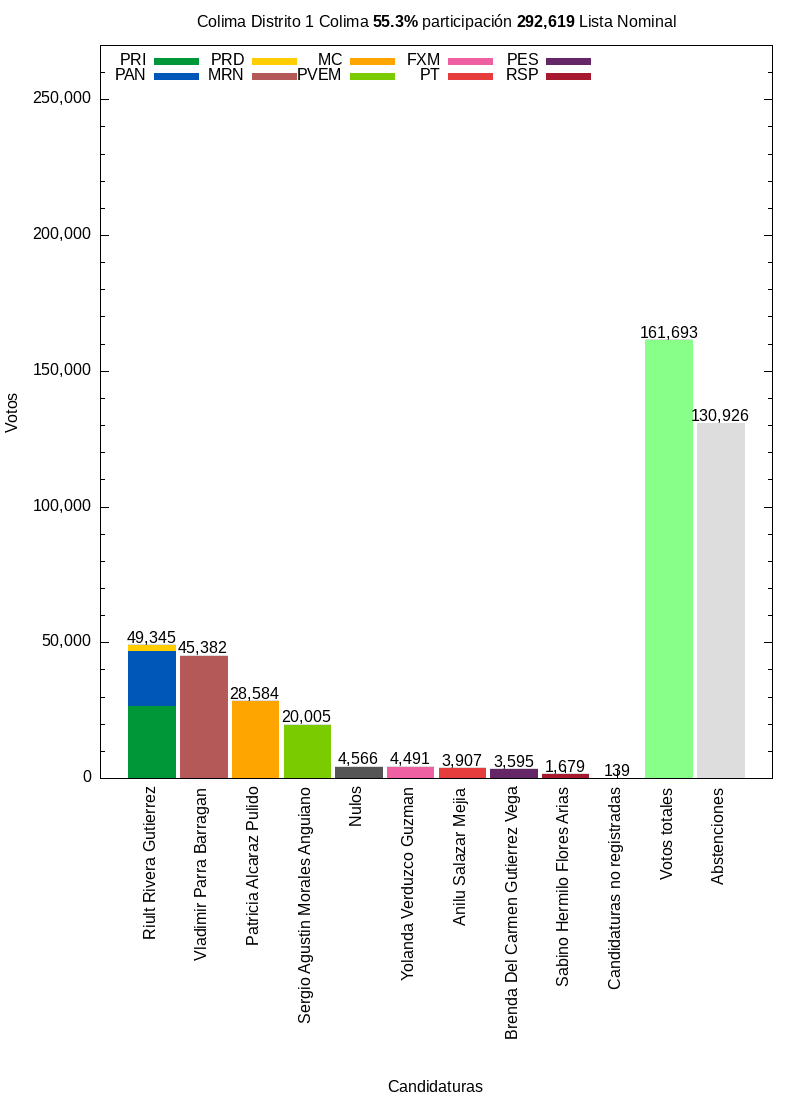 Colima Distrito 1 Colima 55.3% participación 292,619 Lista Nominal
PRI PRD MC FXM PES
PAN MRN PVEM PT RSP
250,000
200,000
150,000
100,000
50,000
0
Votos
49,345
45,382
28,584
20,005
4,566
4,491
3,907
3,595
1,679
139
161,693
130,926
Riult Rivera Gutierrez
Vladimir Parra Barragan
Patricia Alcaraz Pulido
Sergio Agustin Morales Anguiano
Nulos
Yolanda Verduzco Guzman
Anilu Salazar Mejia
Brenda Del Carmen Gutierrez Vega
Sabino Hermilo Flores Arias
Candidaturas no registradas
Votos totales
Abstenciones
Candidaturas